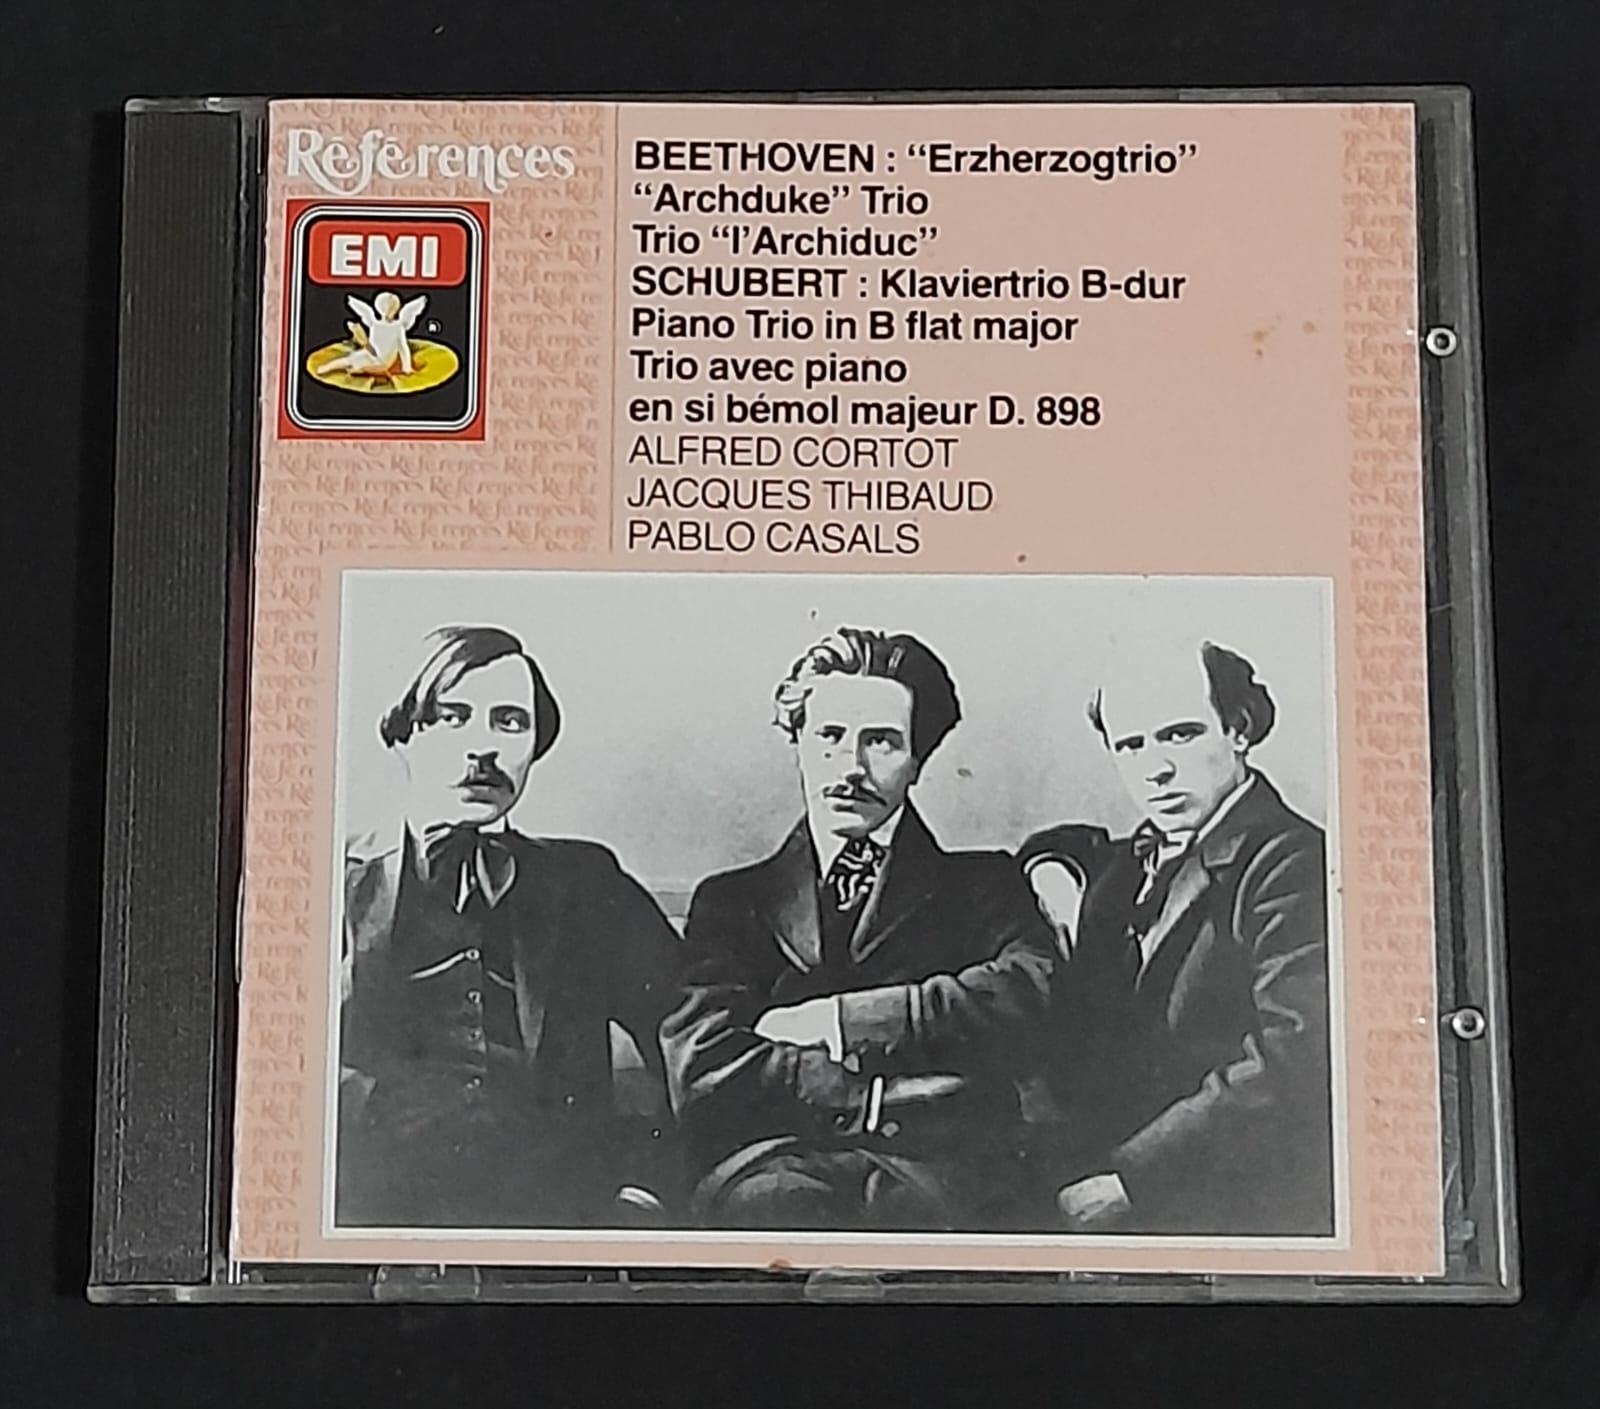 Références
EMI
BEETHOVEN : “Erzherzogtrio”
“Archduke” Trio
Trio “l’Archiduc”
SCHUBERT : Klaviertrio B-dur
Piano Trio in B flat major
Trio avec piano
en si bémol majeur D. 898
ALFRED CORTOT
JACQUES THIBAUD
PABLO CASALS